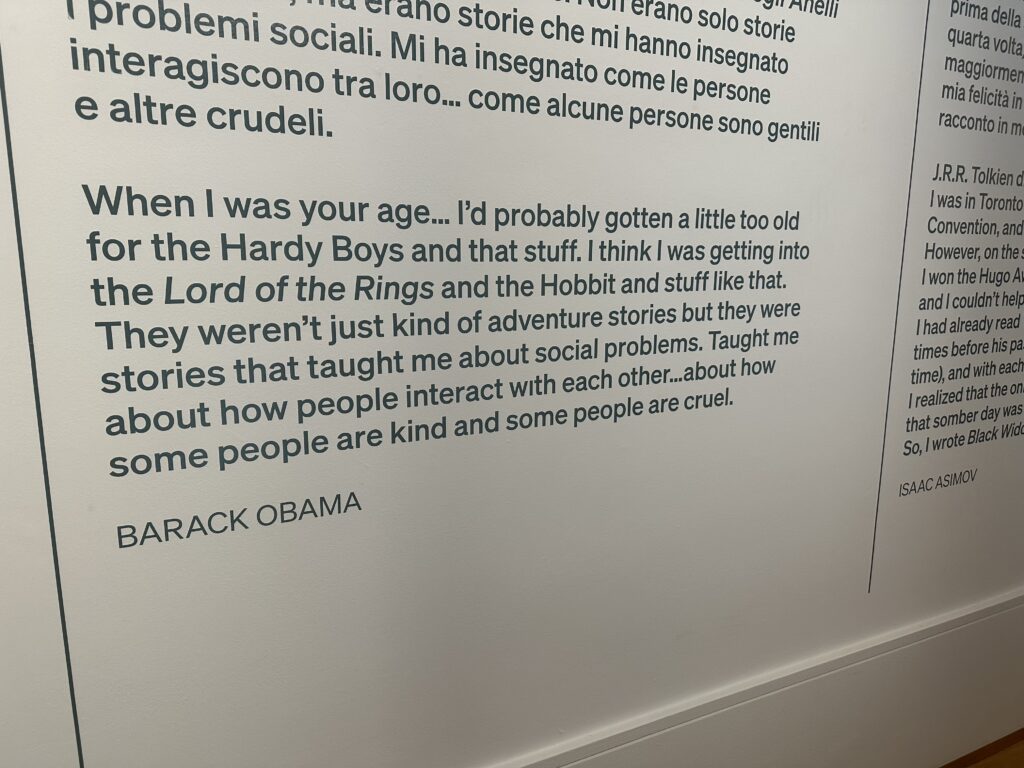 erano storie che mi hanno insegnato
i problemi sociali. Mi ha insegnato come le persone
interagiscono tra loro... come alcune persone sono gentili
e altre crudeli.
When I was your age... I'd probably gotten a little too old
for the Hardy Boys and that stuff. I think I was getting into
the Lord of the Rings and the Hobbit and stuff like that.
They weren't just kind of adventure stories but they were
stories that taught me about social problems. Taught me
about how people interact with each other...about how
some people are kind and some people are cruel.
BARACK OBAMA
prima della
quarta volta
maggiormen
mia felicità in
racconto in m
J.R.R. Tolkien d
I was in Toronto
Convention, and
However, on the s
I won the Hugo Aw
and I couldn't help
I had already read
times before his pa
time), and with each
I realized that the on
that somber day was
So, I wrote Black Wido
ISAAC ASIMOV